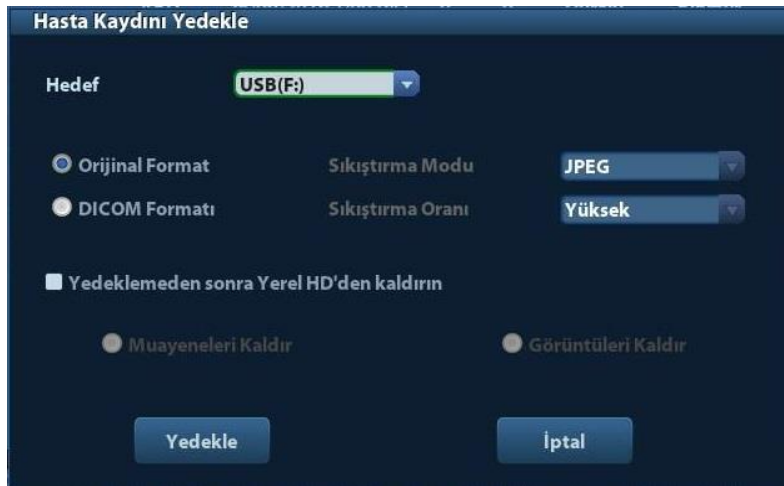 Hasta Kaydını Yedekle
Hedef USB(F:)
Orijinal Format Sıkıştırma Modu JPEG
DICOM Formatı Sıkıştırma Oranı Yüksek
Yedeklemeden sonra Yerel HD'den kaldırın
Muayeneleri Kaldır Görüntüleri Kaldır
Yedekle İptal